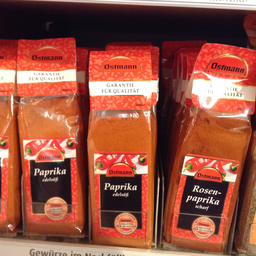 Ostmann
GARANTIE
FÜR QUALITÄT
Ostmann
Paprika
edelsüß
Ostmann
GARANTIE
FÜR QUALITÄT
Ostmann
Paprika
edelsüß
Ostmann
GARANTIE
FÜR QUALITÄT
Ostmann
Rosen-
paprika
scharf
Gewürze im